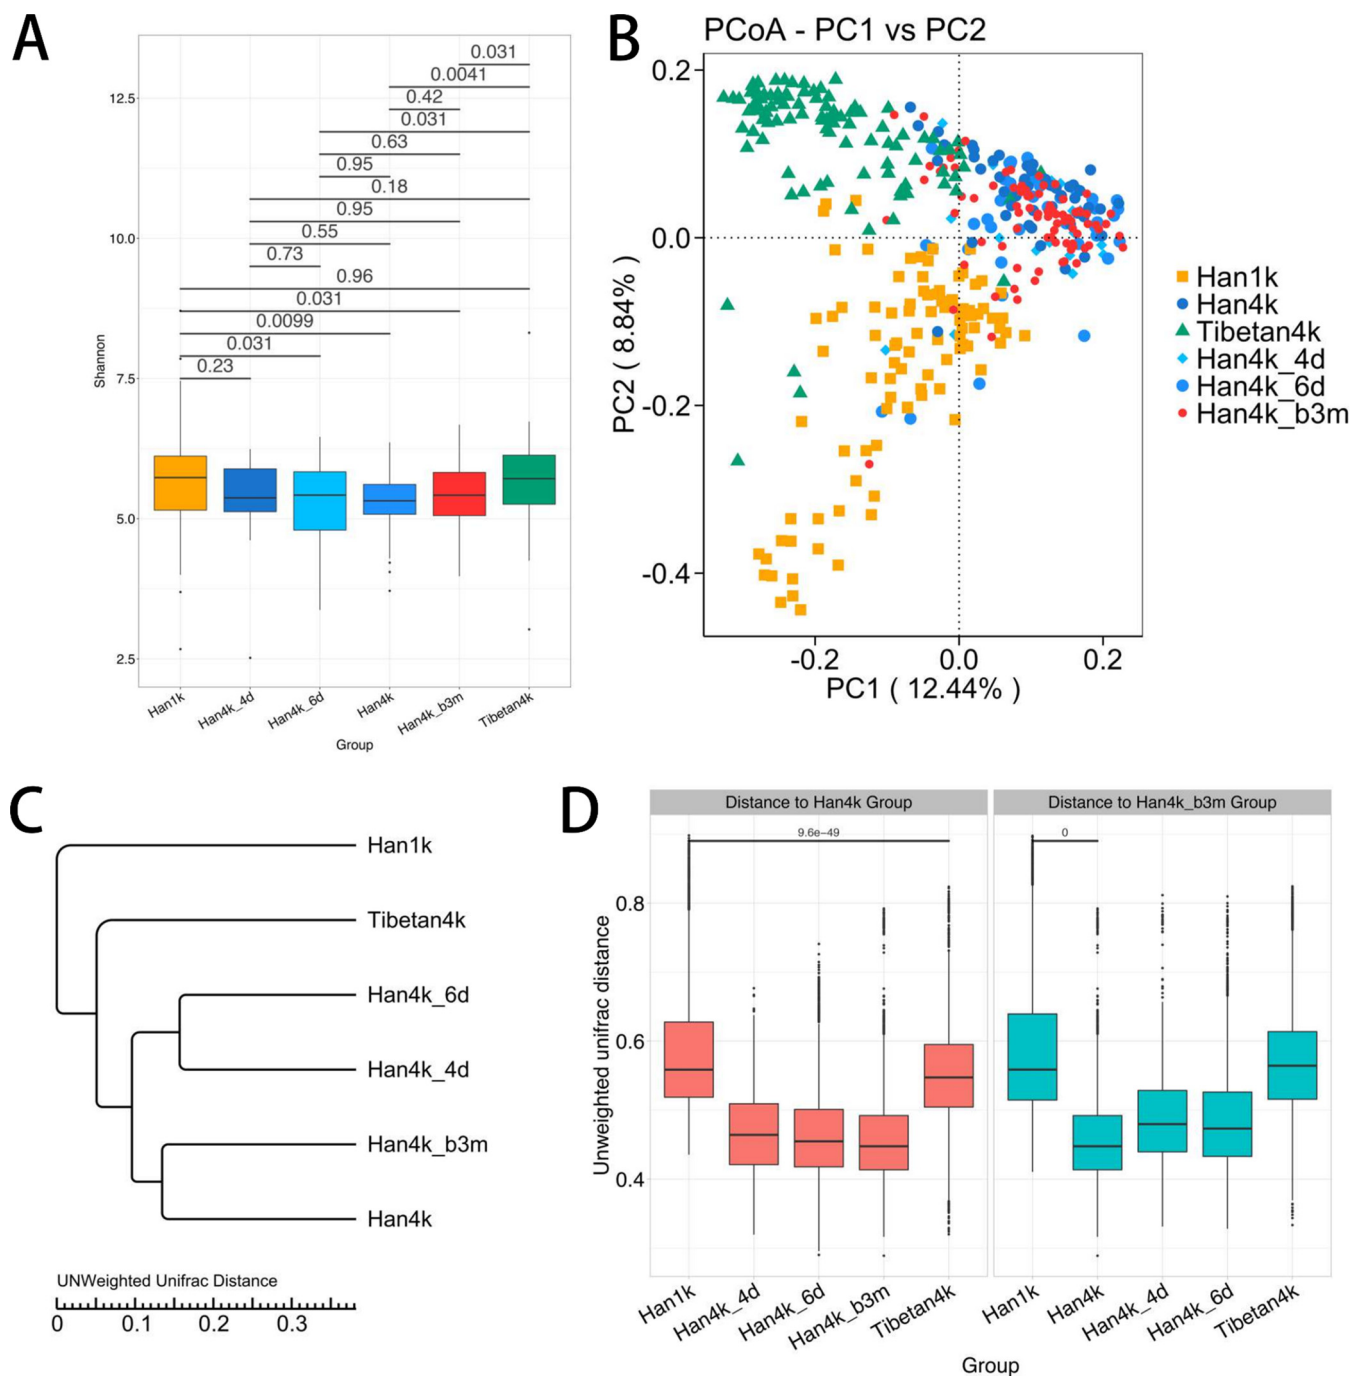 A
0.031
0.0041
0.42
0.031
0.63
0.95
0.18
0.95
0.55
0.73
0.96
0.031
0.0099
0.031
0.23
12.5
10.0
7.5
5.0
2.5
Shannon
Han1k
Han4k_4d
Han4k_6d
Han4k
Han4k_b3m
Tibetan4k
Group
B
PCoA - PC1 vs PC2
0.2
0.0
-0.2
-0.4
PC2 ( 8.84% )
-0.2
0.0
0.2
PC1 ( 12.44% )
Han1k
Han4k
Tibetan4k
Han4k_4d
Han4k_6d
Han4k_b3m
C
Han1k
Tibetan4k
Han4k_6d
Han4k_4d
Han4k_b3m
Han4k
UNWeighted Unifrac Distance
0
0.1
0.2
0.3
D
Distance to Han4k Group
Distance to Han4k_b3m Group
9.6e−49
0
0.8
0.6
0.4
Unweighted unifrac distance
Han1k
Han4k_4d
Han4k_6d
Han4k_b3m
Tibetan4k
Han1k
Han4k
Han4k_4d
Han4k_6d
Tibetan4k
Group